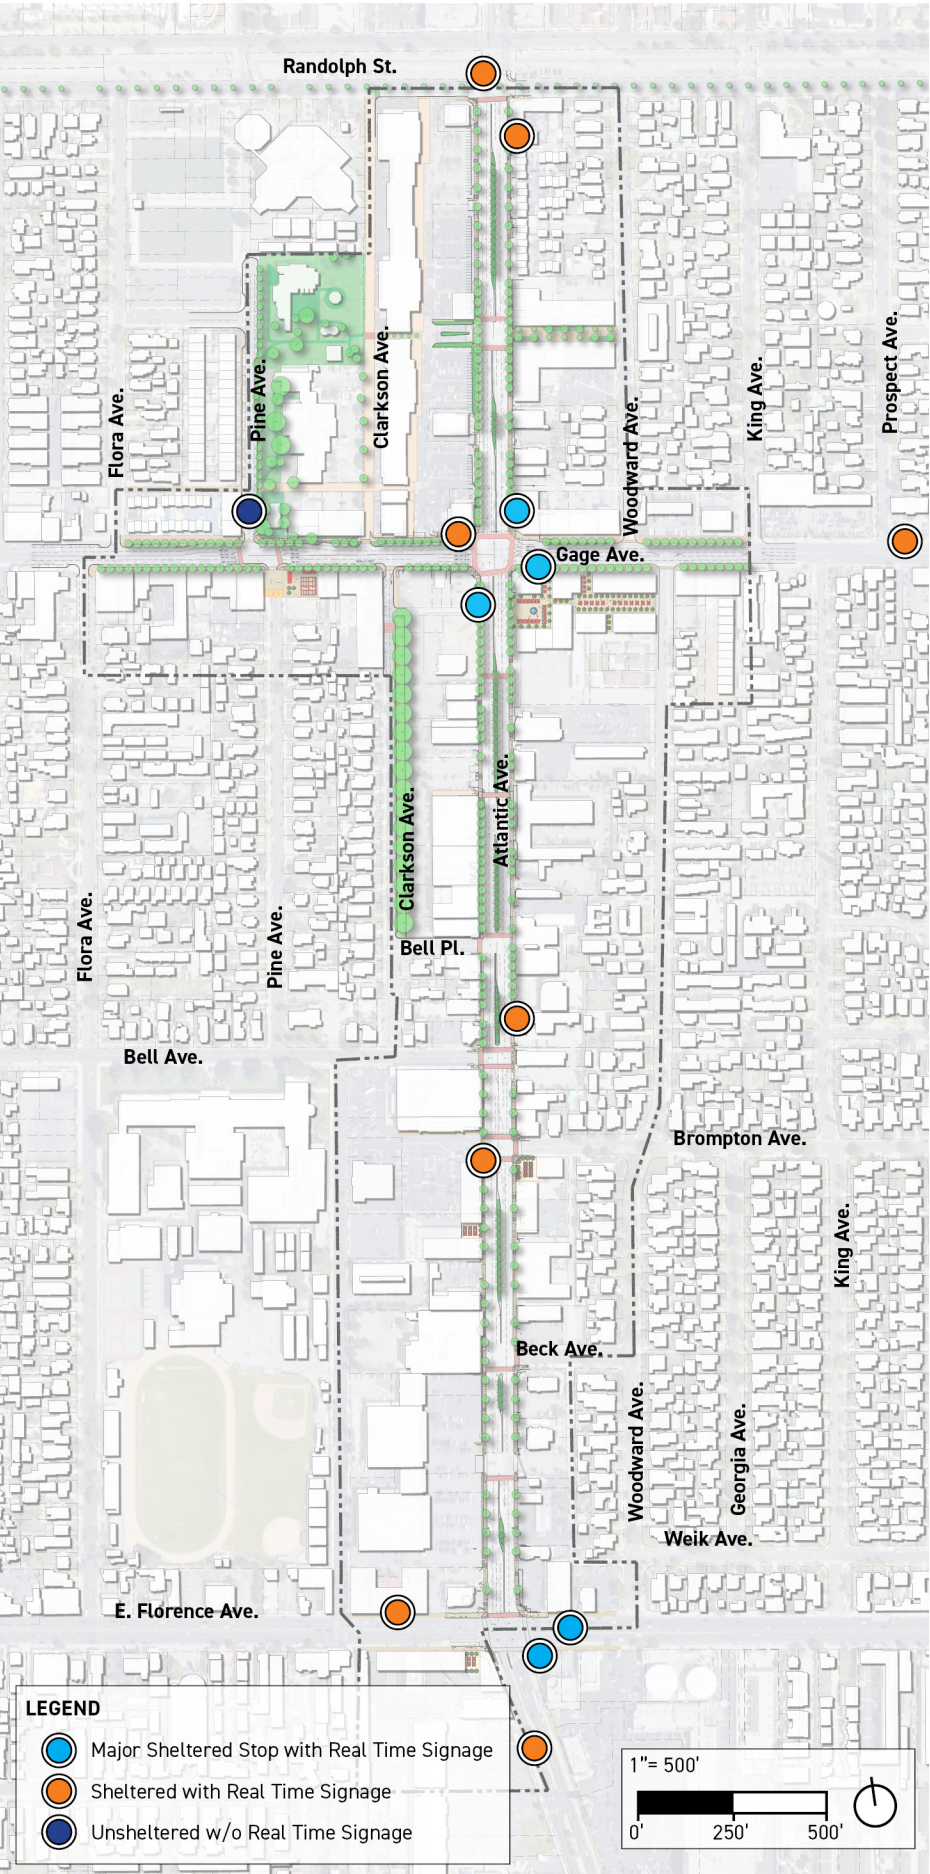 Randolph St.
Prospect Ave.
Clarkson Ave.
King Ave.
Pine Ave.
Flora Ave.
Woodward Ave.
Gage Ave.
Atlantic Ave.
Clarkson Ave.
Flora Ave.
Pine Ave.
Bell Pl.
Bell Ave.
Brompton Ave.
King Ave.
Beck Ave.
Woodward Ave.
Georgia Ave.
Weik Ave.
E. Florence Ave.
LEGEND
Major Sheltered Stop with Real Time Signage
Sheltered with Real Time Signage
Unsheltered w/o Real Time Signage
1"= 500'
0' 250' 500'